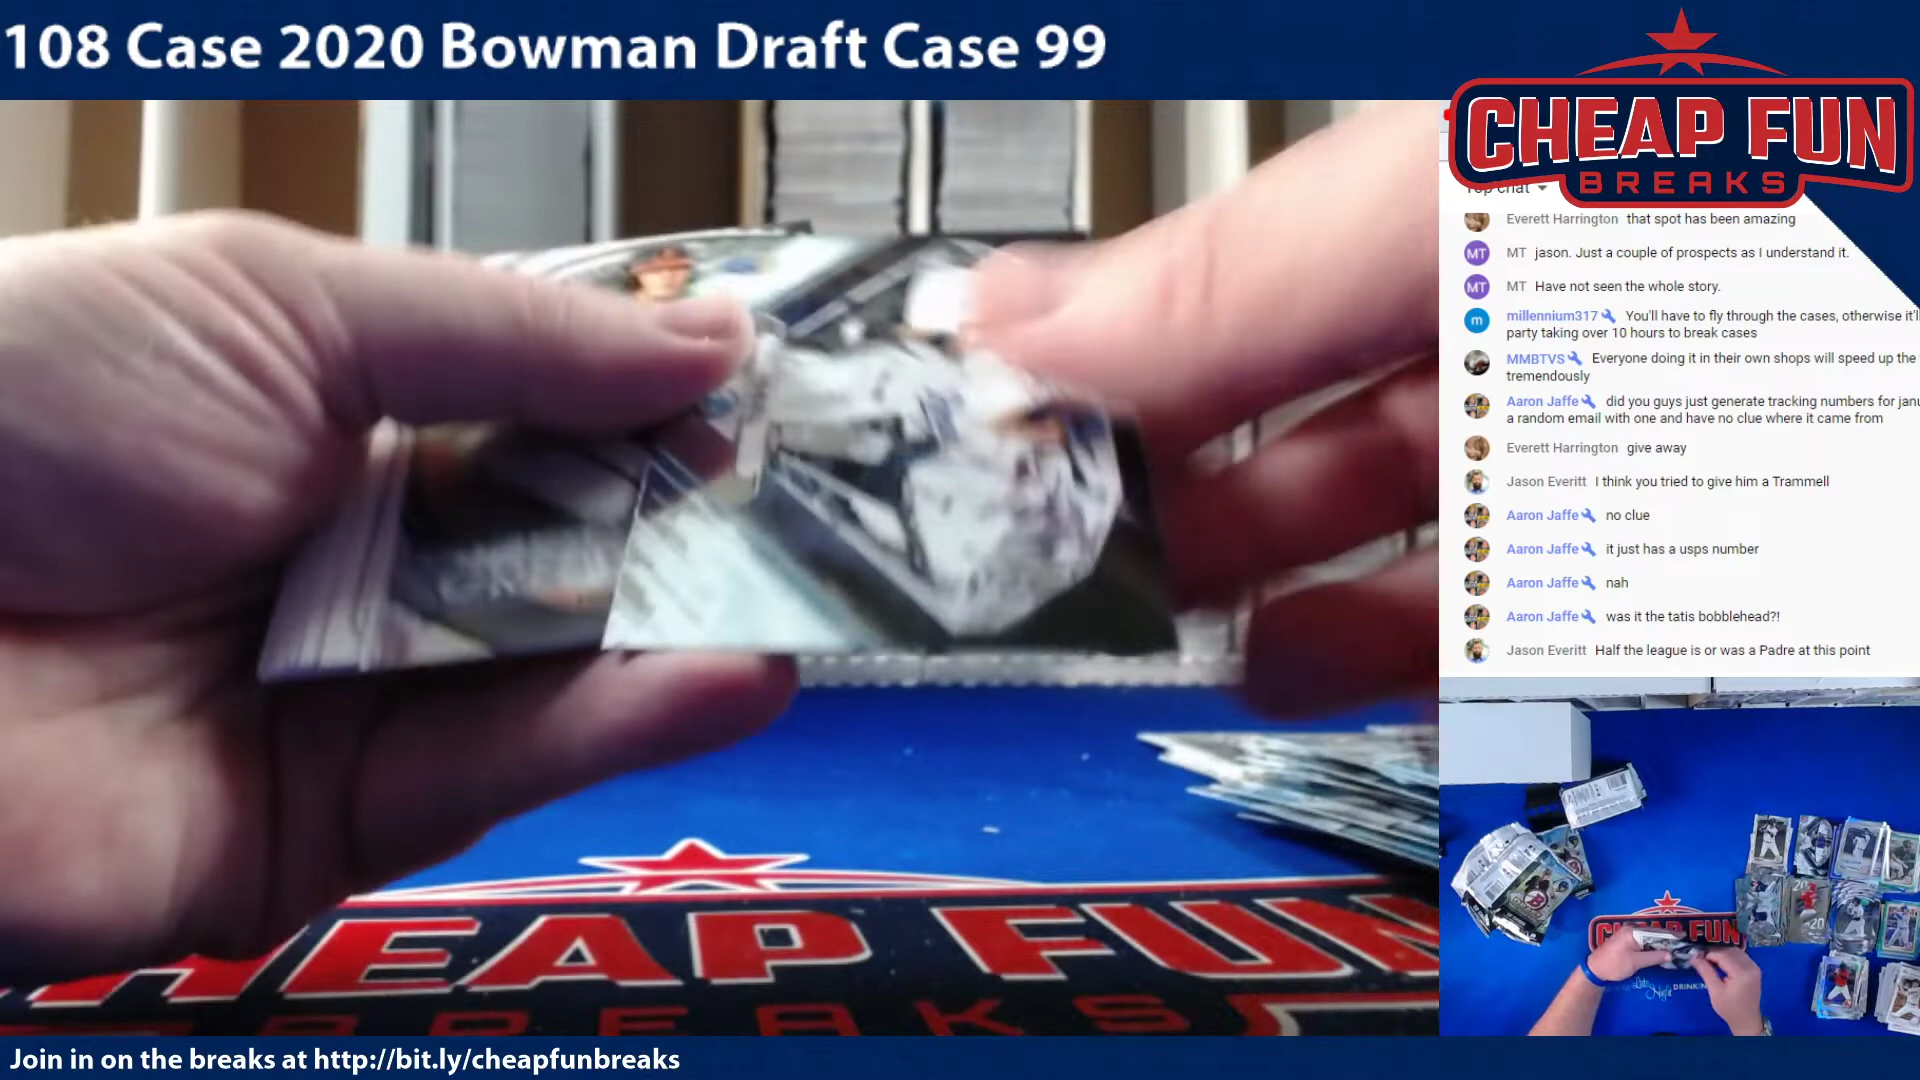 108 Case 2020 Bowman Draft Case 99
CHEAP FUN
BREAKS
Top chat
Everett Harrington that spot has been amazing
MT
MT jason. Just a couple of prospects as I understand it.
MT
MT Have not seen the whole story.
m
millennium317 You'll have to fly through the cases, otherwise it'll
party taking over 10 hours to break cases
MMBTVS Everyone doing it in their own shops will speed up the
tremendously
Aaron Jaffe did you guys just generate tracking numbers for janu
a random email with one and have no clue where it came from
Everett Harrington give away
Jason Everitt I think you tried to give him a Trammell
Aaron Jaffe no clue
Aaron Jaffe it just has a usps number
Aaron Jaffe nah
Aaron Jaffe was it the tatis bobblehead?!
Jason Everitt Half the league is or was a Padre at this point
CHEAP FUN
BREAKS
CHEAP FUN
Join in on the breaks at http://bit.ly/cheapfunbreaks